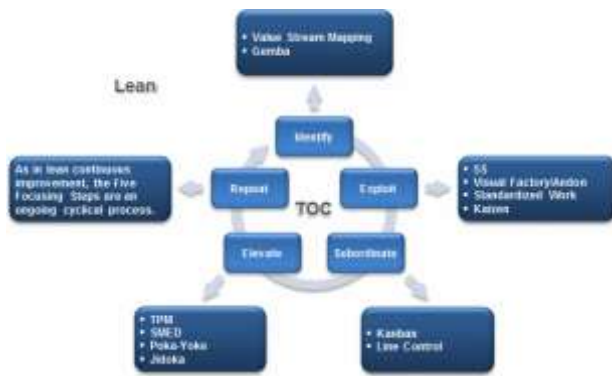 • Value Stream Mapping
• Gemba
Lean
Identify
As in lean continuous
improvement, the Five
Focusing Steps are an
ongoing cyclical process.
Repeat
TOC
Exploit
• 5S
• Visual Factory/Andon
• Standardized Work
• Kaizen
Elevate
Subordinate
• TPM
• SMED
• Poka-Yoke
• Jidoka
• Kanban
• Line Control